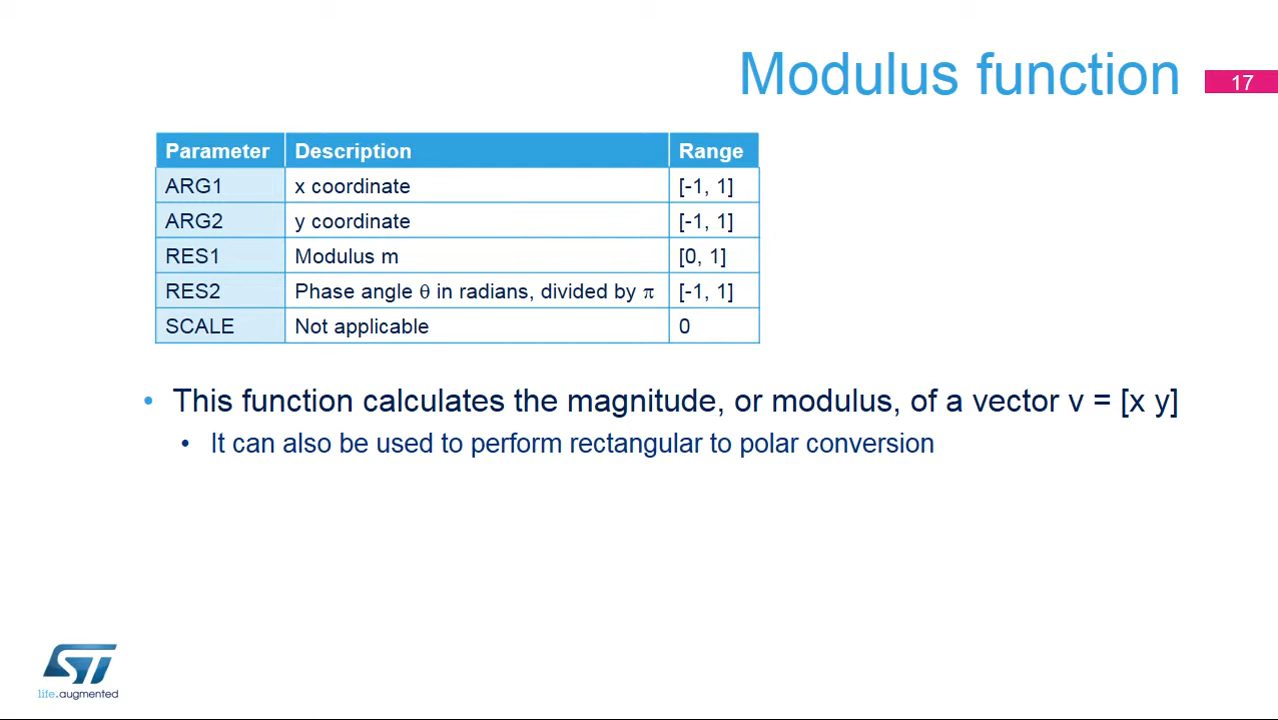 Modulus function
17
Parameter Description Range
ARG1 x coordinate [-1, 1]
ARG2 y coordinate [-1, 1]
RES1 Modulus m [0, 1]
RES2 Phase angle θ in radians, divided by π [-1, 1]
SCALE Not applicable 0
• This function calculates the magnitude, or modulus, of a vector v = [x y]
• It can also be used to perform rectangular to polar conversion
ST
life.augmented